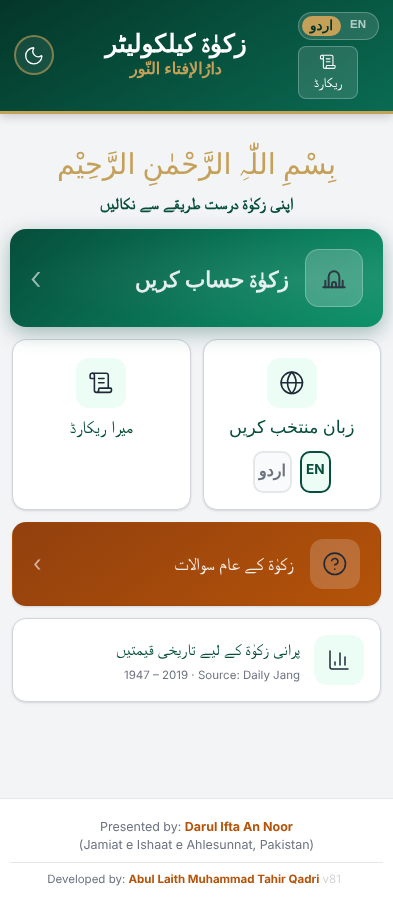 اردو EN
زکوٰۃ کیلکولیٹر
دارُالإفتاء النّور
ریکارڈ
بِسْمِ اللّٰہِ الرَّحْمٰنِ الرَّحِیْمِ
اپنی زکوٰۃ درست طریقے سے نکالیں
زکوٰۃ حساب کریں
زبان منتخب کریں
EN اردو
میرا ریکارڈ
زکوٰۃ کے عام سوالات
پرانی زکوٰۃ کے لیے تاریخی قیمتیں
1947 – 2019 · Source: Daily Jang
Presented by: Darul Ifta An Noor
(Jamiat e Ishaat e Ahlesunnat, Pakistan)
Developed by: Abul Laith Muhammad Tahir Qadri v81